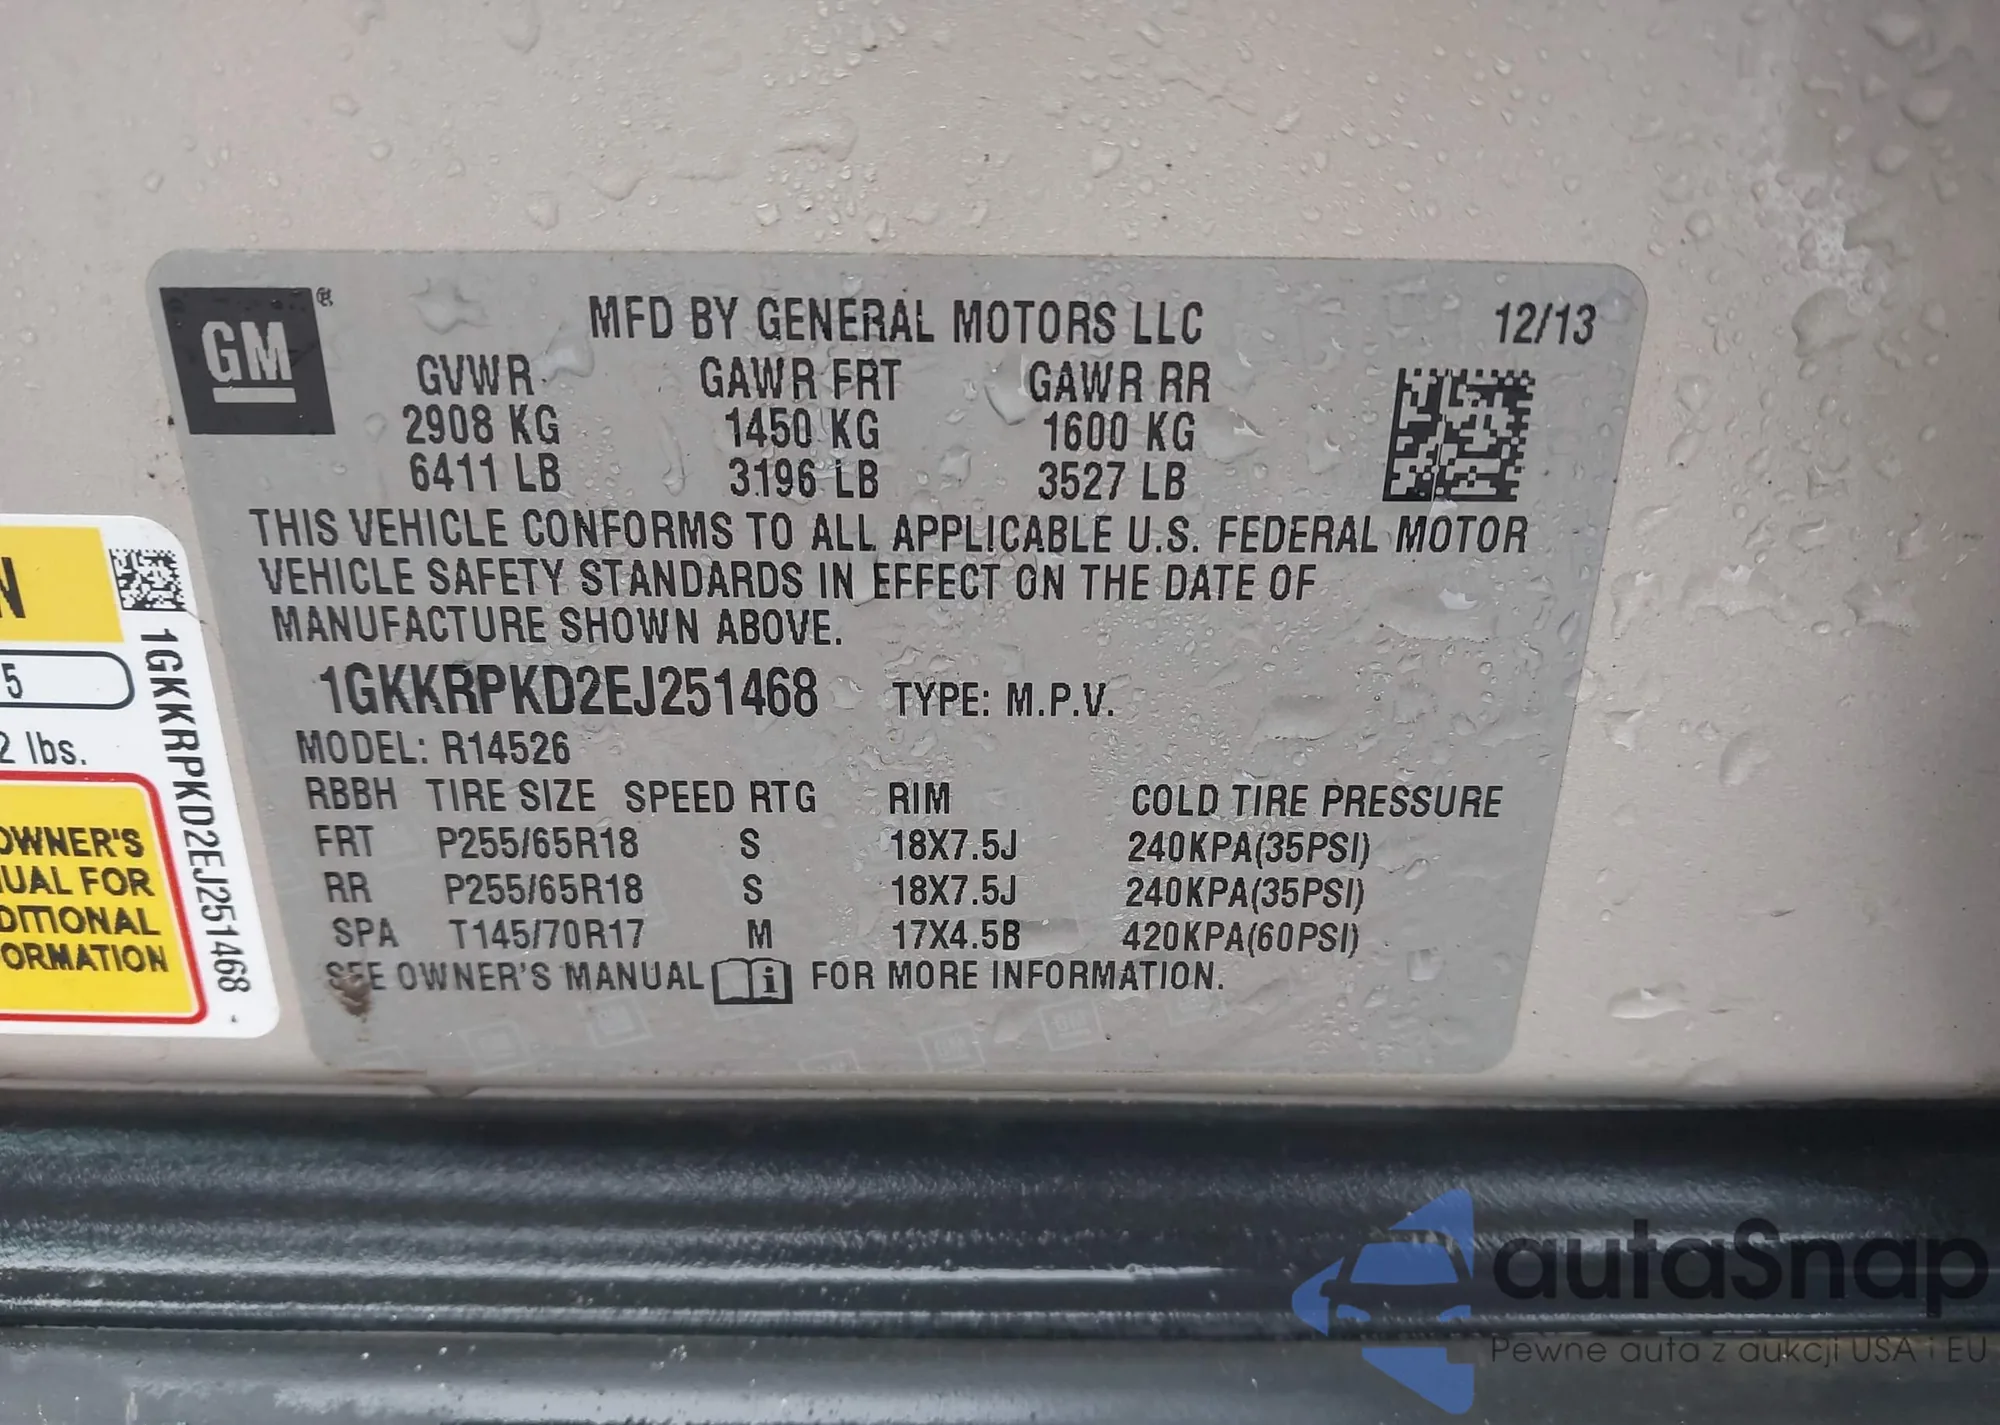 GM ®
MFD BY GENERAL MOTORS LLC 12/13
GVWR GAWR FRT GAWR RR
2908 KG 1450 KG 1600 KG
6411 LB 3196 LB 3527 LB
THIS VEHICLE CONFORMS TO ALL APPLICABLE U.S. FEDERAL MOTOR
VEHICLE SAFETY STANDARDS IN EFFECT ON THE DATE OF
MANUFACTURE SHOWN ABOVE.
1GKKRPKD2EJ251468 TYPE: M.P.V.
MODEL: R14526
RBBH TIRE SIZE SPEED RTG RIM COLD TIRE PRESSURE
FRT P255/65R18 S 18X7.5J 240KPA(35PSI)
RR P255/65R18 S 18X7.5J 240KPA(35PSI)
SPA T145/70R17 M 17X4.5B 420KPA(60PSI)
SEE OWNER'S MANUAL i FOR MORE INFORMATION.
N
5
2 lbs.
OWNER'S
UAL FOR
DITIONAL
ORMATION
1GKKRPKD2EJ251468
autaSnap
Pewne auta z aukcji USA i EU